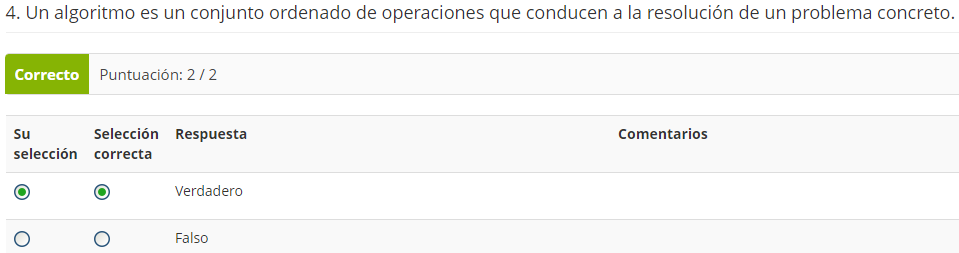 4. Un algoritmo es un conjunto ordenado de operaciones que conducen a la resolución de un problema concreto.
Correcto Puntuación: 2 / 2
Su selección Selección correcta Respuesta Comentarios
Verdadero
Falso